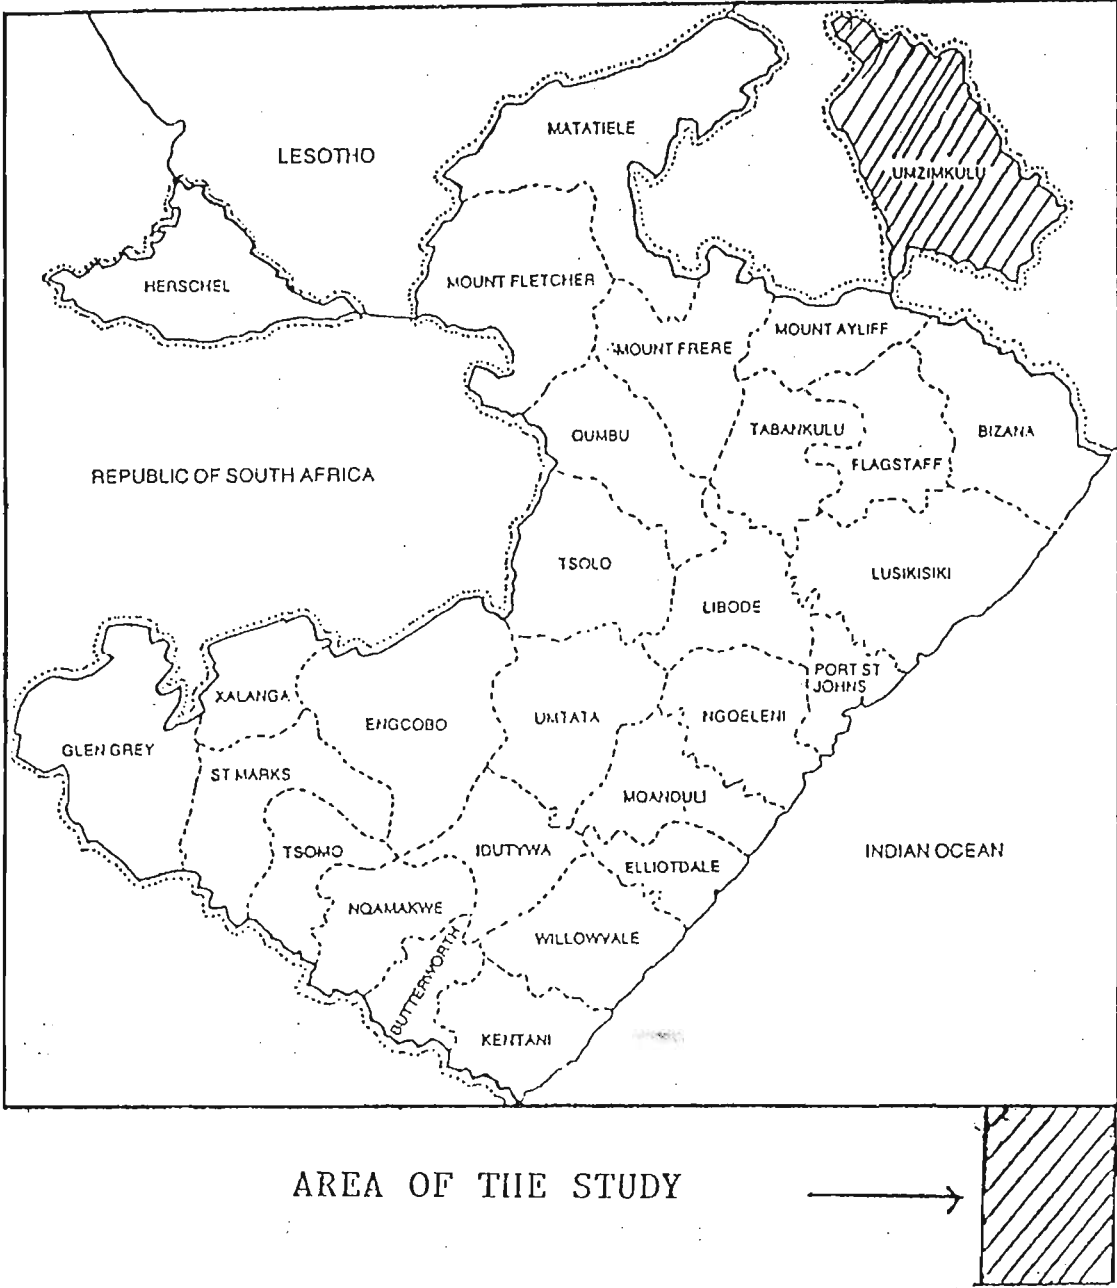 MATATIELE
LESOTHO
UMZIMKULU
HERSCHEL
MOUNT FLETCHER
MOUNT AYLIFF
MOUNT FRERE
QUMBU
TABANKULU
BIZANA
FLAGSTAFF
REPUBLIC OF SOUTH AFRICA
TSOLO
LUSIKISIKI
LIBODE
PORT ST
JOHNS
XALANGA
ENGCOBO
UMTATA
NGOELENI
GLEN GREY
ST MARKS
MQANDULI
TSOMO
IDUTYWA
INDIAN OCEAN
ELLIOTDALE
NQAMAKWE
WILLOWVALE
BUTTERWORTH
KENTANI
AREA OF THE STUDY